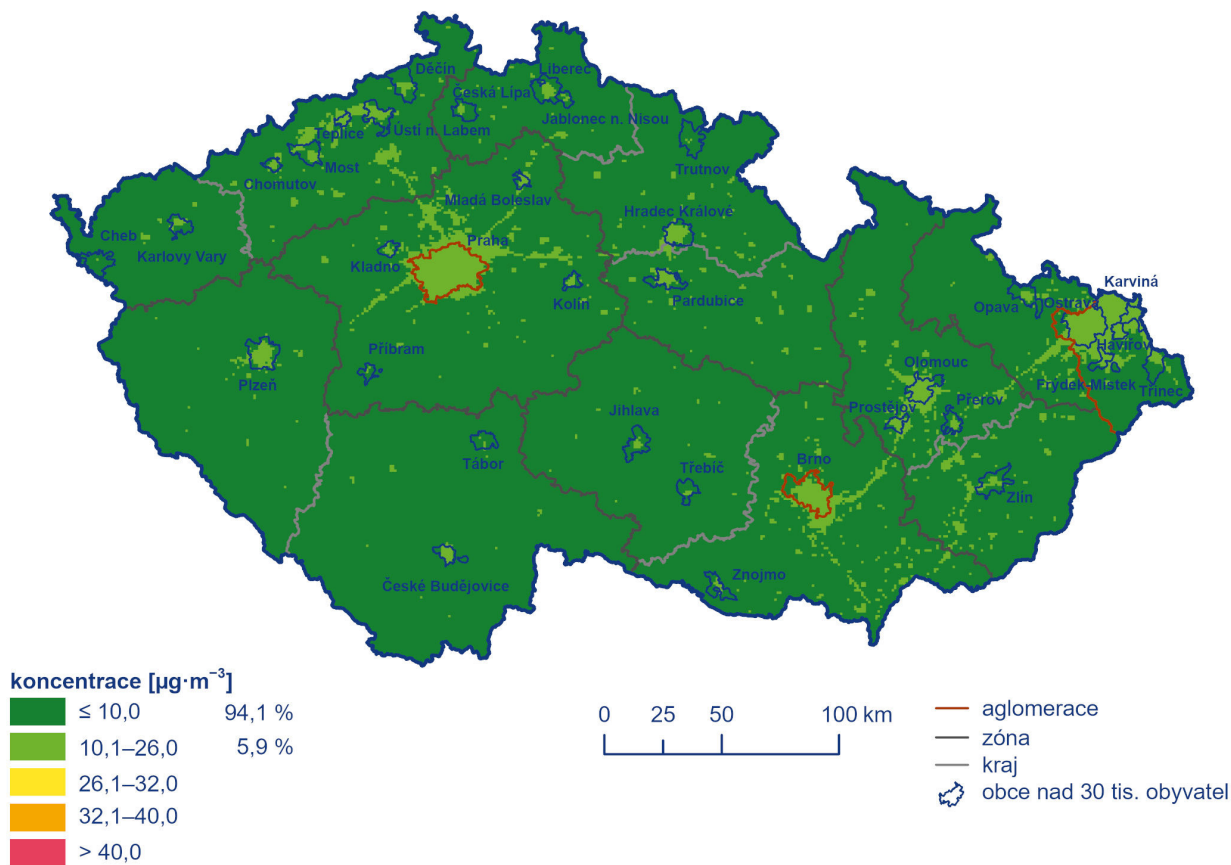 Děčín
Liberec
Česká Lípa
Jablonec n. Nisou
Teplice
Ústí n. Labem
Most
Chomutov
Trutnov
Mladá Boleslav
Hradec Králové
Cheb
Karlovy Vary
Praha
Kladno
Kolín
Pardubice
Karviná
Opava
Ostrava
Havířov
Plzeň
Příbram
Olomouc
Frýdek-Místek
Třinec
Prostějov
Přerov
Jihlava
Tábor
Třebíč
Brno
Zlín
České Budějovice
Znojmo
koncentrace [µg·m⁻³]
≤ 10,0 94,1 %
10,1–26,0 5,9 %
26,1–32,0
32,1–40,0
> 40,0
0 25 50 100 km
aglomerace
zóna
kraj
obce nad 30 tis. obyvatel